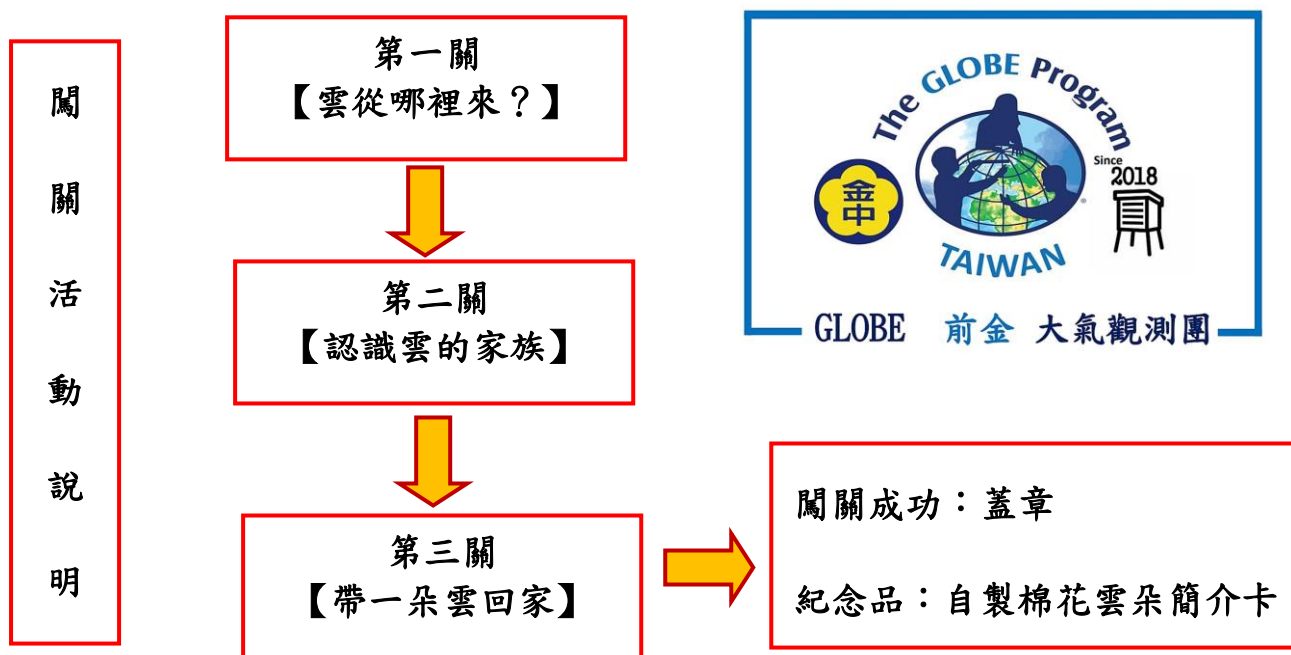 闖關活動說明
第一關
【雲從哪裡來？】
第二關
【認識雲的家族】
第三關
【帶一朵雲回家】
闖關成功：蓋章
紀念品：自製棉花雲朵簡介卡
The GLOBE Program
金中
Since
2018
TAIWAN
GLOBE 前金 大氣觀測團